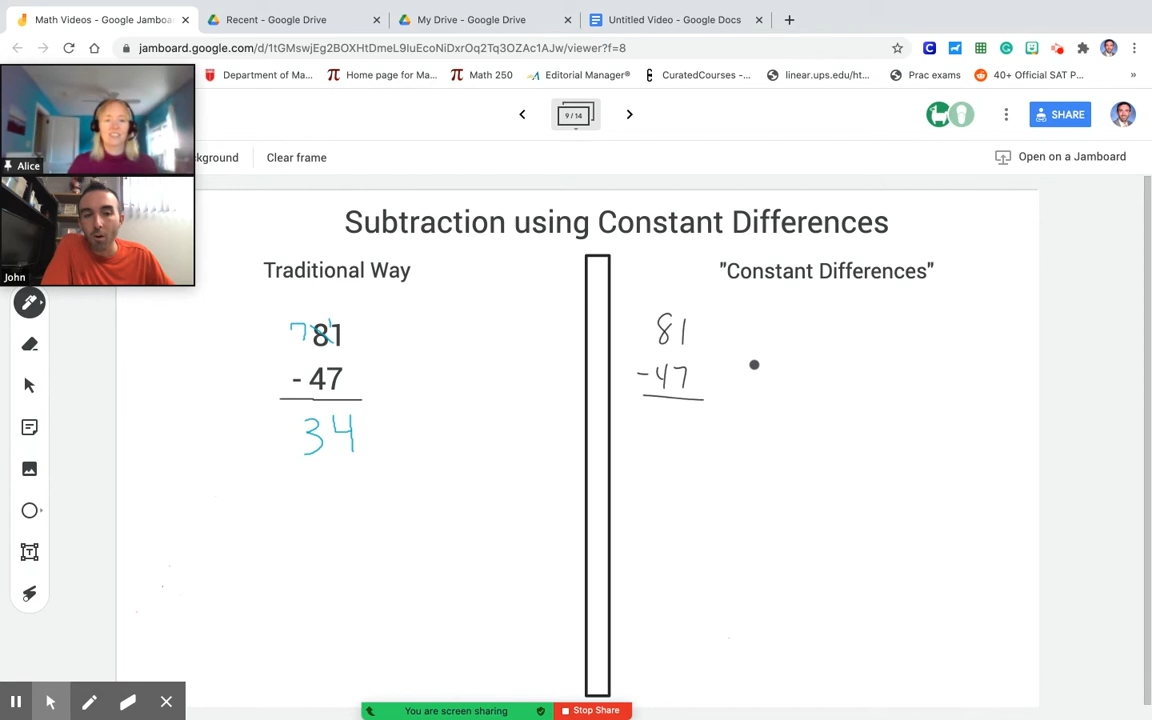 Math Videos - Google Jamboa
Recent - Google Drive
My Drive - Google Drive
Untitled Video - Google Docs
jamboard.google.com/d/1tGMswjEg2BOXHtDmeL9IuEcoNiDxrOq2Tq3OZAc1AJw/viewer?f=8
Department of Ma...
Home page for Ma...
Math 250
Editorial Manager®
CuratedCourses -...
linear.ups.edu/ht...
Prac exams
40+ Official SAT P...
»
9 / 14
SHARE
Alice
kground
Clear frame
Open on a Jamboard
John
Subtraction using Constant Differences
Traditional Way
7 81
- 47
34
"Constant Differences"
81
-47
You are screen sharing
Stop Share